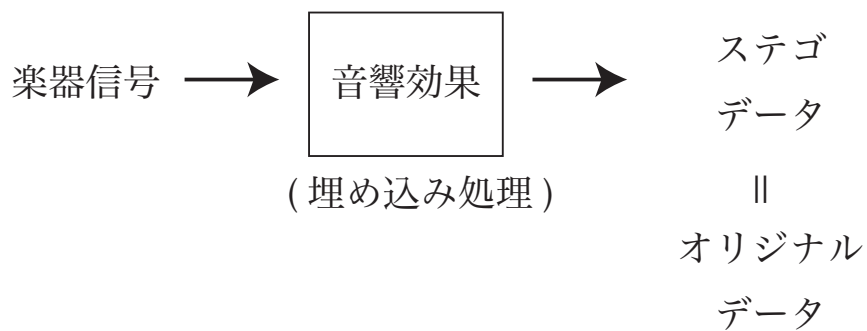 楽器信号
音響効果
(埋め込み処理)
ステゴ
データ
=
オリジナル
データ